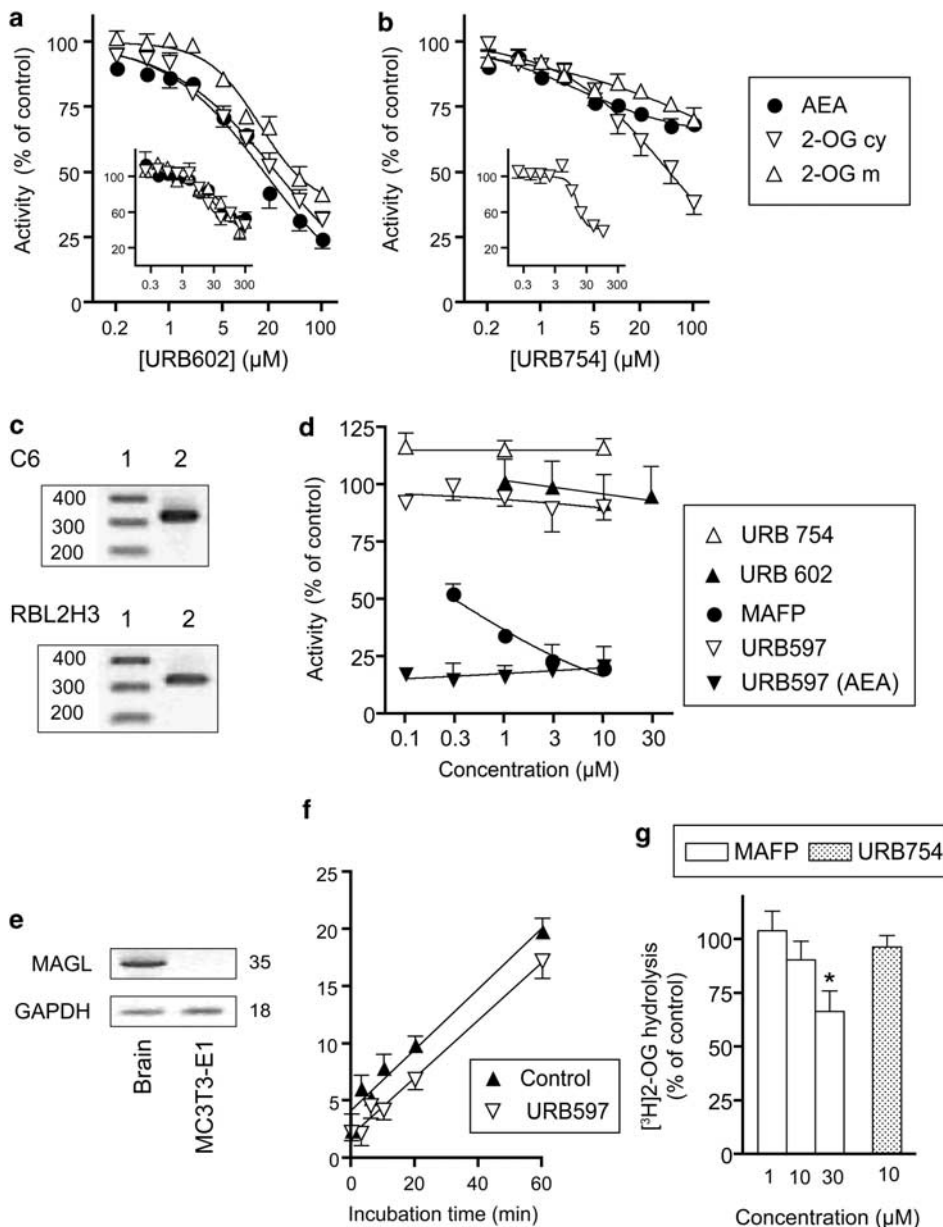 a
Activity (% of control)
100
75
50
25
0
100
60
20
0.3 3 30 300
0.2 1 5 20 100
[URB602] (µM)
b
Activity (% of control)
100
75
50
25
0
100
60
20
0.3 3 30 300
0.2 1 5 20 100
[URB754] (µM)
AEA
2-OG cy
2-OG m
c
C6 1 2
400
300
200
RBL2H3 1 2
400
300
200
d
Activity (% of control)
125
100
75
50
25
0
0.1 0.3 1 3 10 30
Concentration (µM)
URB 754
URB 602
MAFP
URB597
URB597 (AEA)
e
MAGL 35
GAPDH 18
Brain
MC3T3-E1
f
25
20
15
10
5
0
0 20 40 60
Incubation time (min)
Control
URB597
g
MAFP URB754
[³H]2-OG hydrolysis
(% of control)
100
75
50
25
0
*
1 10 30 10
Concentration (µM)